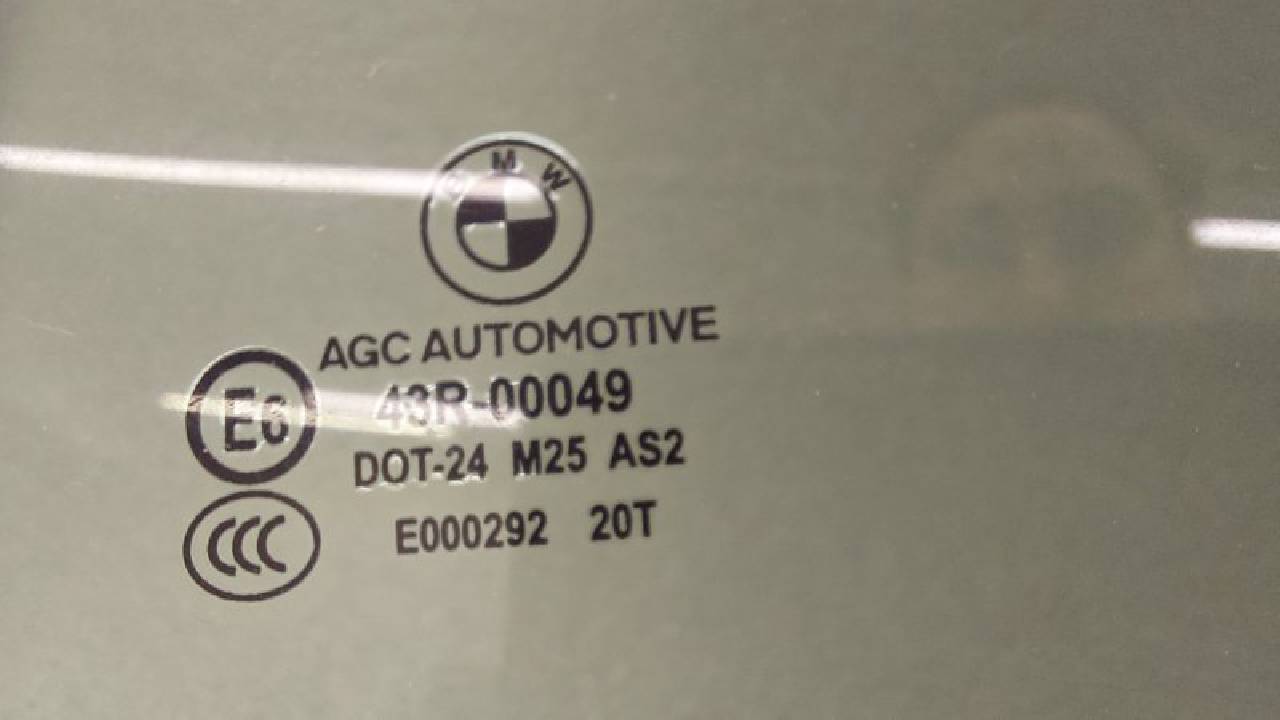 BMW
AGC AUTOMOTIVE
E6
43R-00049
DOT-24 M25 AS2
CCC
E000292 20T